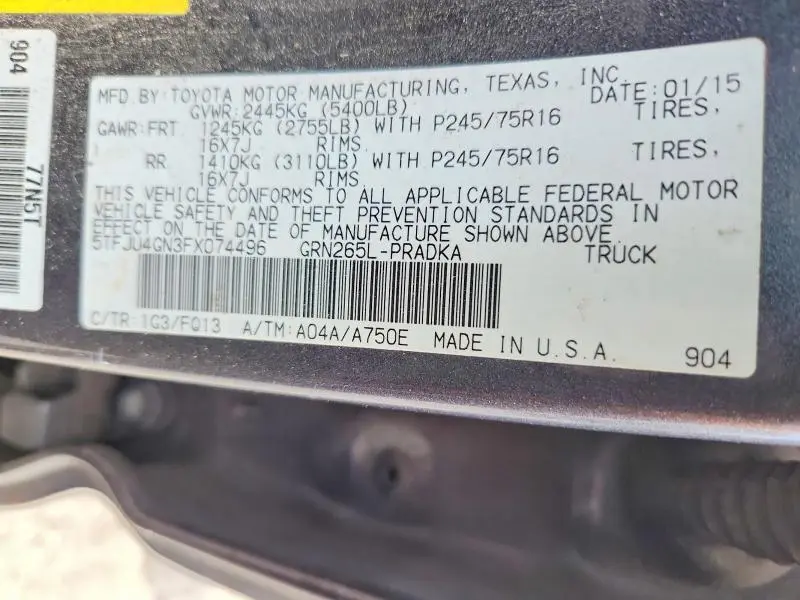 904
77N5T
MFD.BY:TOYOTA MOTOR MANUFACTURING, TEXAS, INC. DATE:01/15
GVWR:2445KG (5400LB)
GAWR:FRT 1245KG (2755LB) WITH P245/75R16 TIRES,
16X7J RIMS
RR 1410KG (3110LB) WITH P245/75R16 TIRES,
16X7J RIMS
THIS VEHICLE CONFORMS TO ALL APPLICABLE FEDERAL MOTOR
VEHICLE SAFETY AND THEFT PREVENTION STANDARDS IN
EFFECT ON THE DATE OF MANUFACTURE SHOWN ABOVE.
5TFJU4GN3FX074496 GRN265L-PRADKA TRUCK
C/TR:1G3/FQ13 A/TM:A04A/A750E MADE IN U.S.A. 904